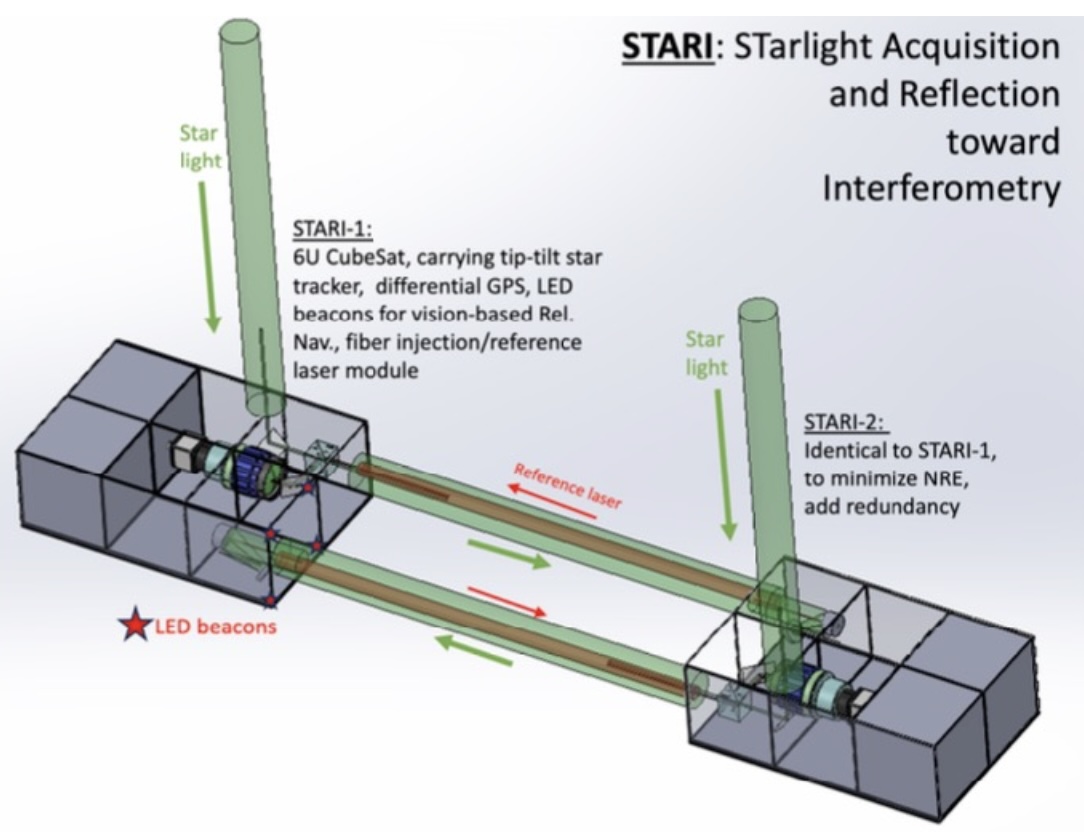 STARI: STarlight Acquisition
and Reflection
toward
Interferometry
Star
light
STARI-1:
6U CubeSat, carrying tip-tilt star
tracker, differential GPS, LED
beacons for vision-based Rel.
Nav., fiber injection/reference
laser module
Star
light
STARI-2:
Identical to STARI-1,
to minimize NRE,
add redundancy
Reference laser
LED beacons